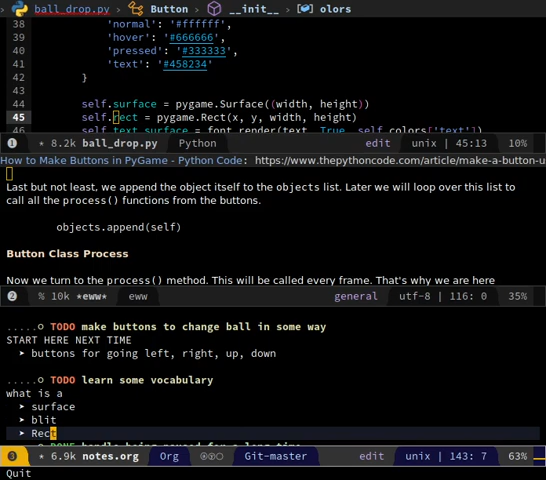 ball_drop.py › Button › __init__ › olors
38 'normal': '#ffffff',
39 'hover': '#666666',
40 'pressed': '#333333',
41 'text': '#458234'
42 }
43
44 self.surface = pygame.Surface((width, height))
45 self.rect = pygame.Rect(x, y, width, height)
46 self.text_surface = font.render(text, True, self.colors['text'])
1 * 8.2k ball_drop.py Python edit unix | 45:13 10%
How to Make Buttons in PyGame - Python Code: https://www.thepythoncode.com/article/make-a-button-u
Last but not least, we append the object itself to the objects list. Later we will loop over this list to
call all the process() functions from the buttons.
objects.append(self)
Button Class Process
Now we turn to the process() method. This will be called every frame. That's why we are here
2 % 10k *eww* eww general utf-8 | 116: 0 35%
.....○ TODO make buttons to change ball in some way
START HERE NEXT TIME
➤ buttons for going left, right, up, down
.....○ TODO learn some vocabulary
what is a
➤ surface
➤ blit
➤ Rect
○ DONE handle being paused for a long time
3 * 6.9k notes.org Org Git-master edit unix | 143: 7 63%
Quit